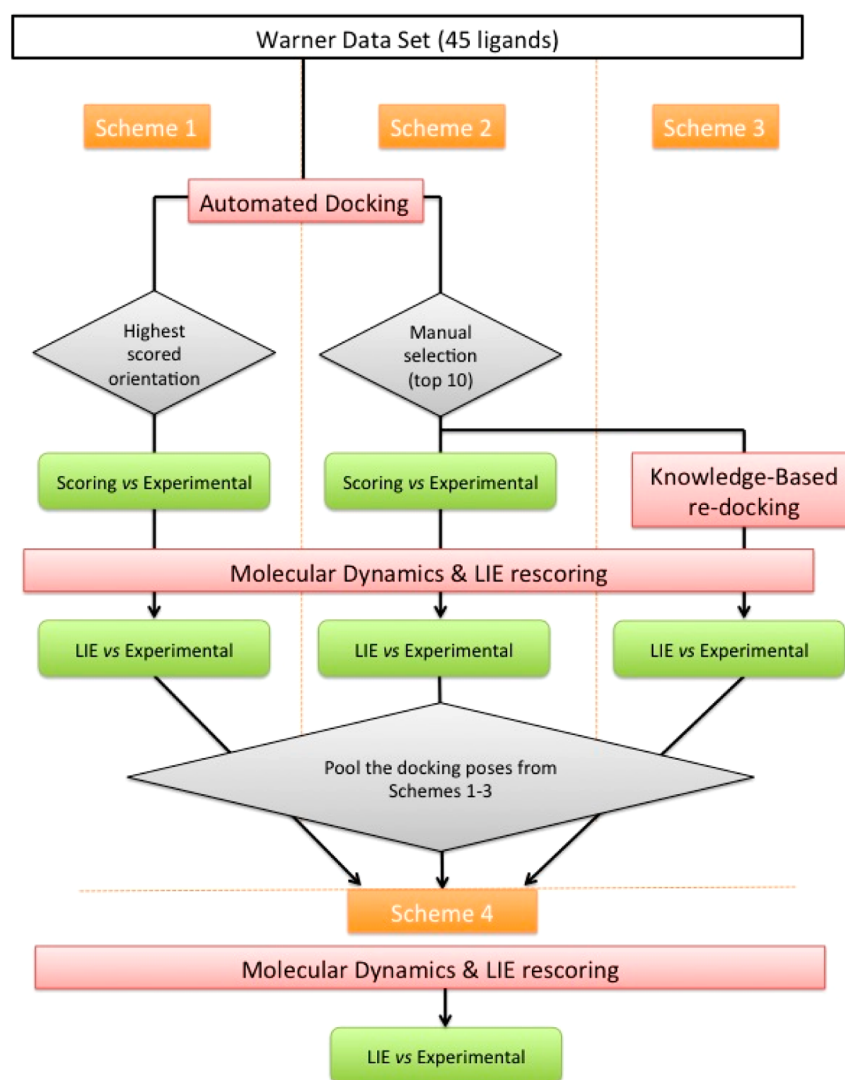 Warner Data Set (45 ligands)
Scheme 1
Scheme 2
Scheme 3
Automated Docking
Highest
scored
orientation
Manual
selection
(top 10)
Scoring vs Experimental
Scoring vs Experimental
Knowledge-Based
re-docking
Molecular Dynamics & LIE rescoring
LIE vs Experimental
LIE vs Experimental
LIE vs Experimental
Pool the docking poses from
Schemes 1-3
Scheme 4
Molecular Dynamics & LIE rescoring
LIE vs Experimental